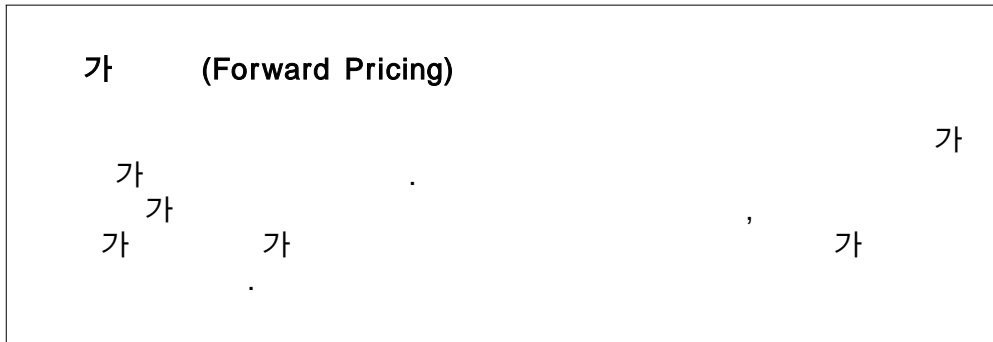 가 (Forward Pricing)
가
가 .
가 ,
가 가 가
.